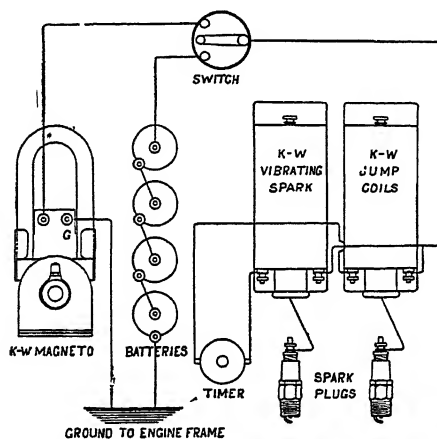 SWITCH
K-W
VIBRATING
SPARK
K-W
JUMP
COILS
G
K-W MAGNETO
BATTERIES
TIMER
SPARK
PLUGS
GROUND TO ENGINE FRAME